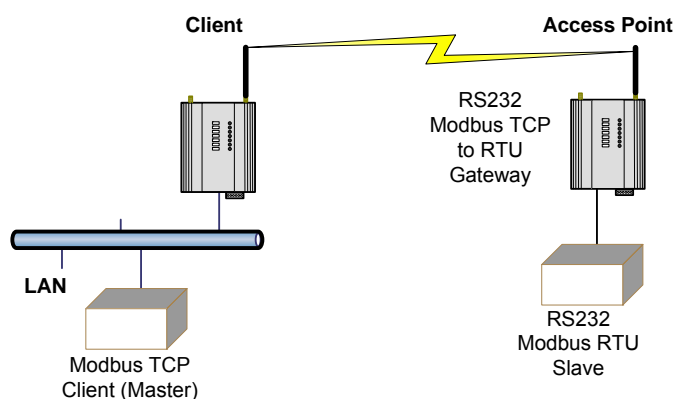 Client
Access Point
RS232
Modbus TCP
to RTU
Gateway
LAN
Modbus TCP
Client (Master)
RS232
Modbus RTU
Slave